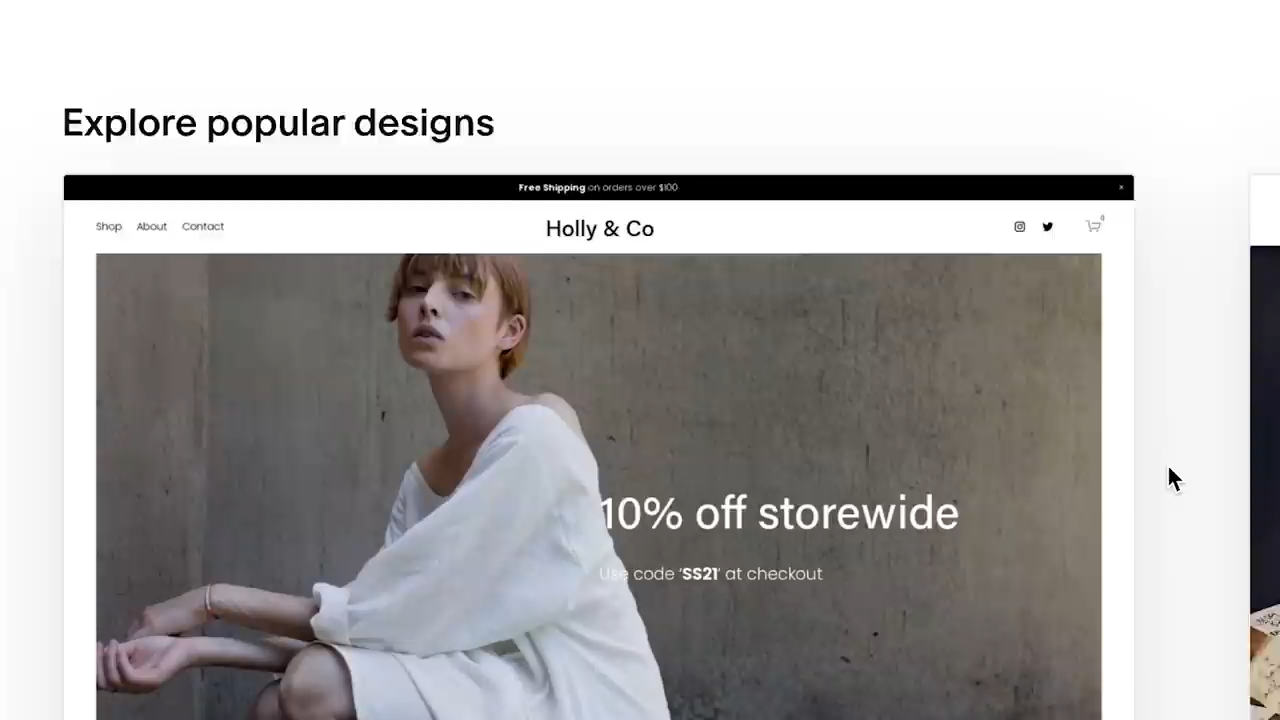 Explore popular designs
Free Shipping on orders over $100 ×
Shop About Contact Holly & Co 0
10% off storewide
Use code ‘SS21’ at checkout